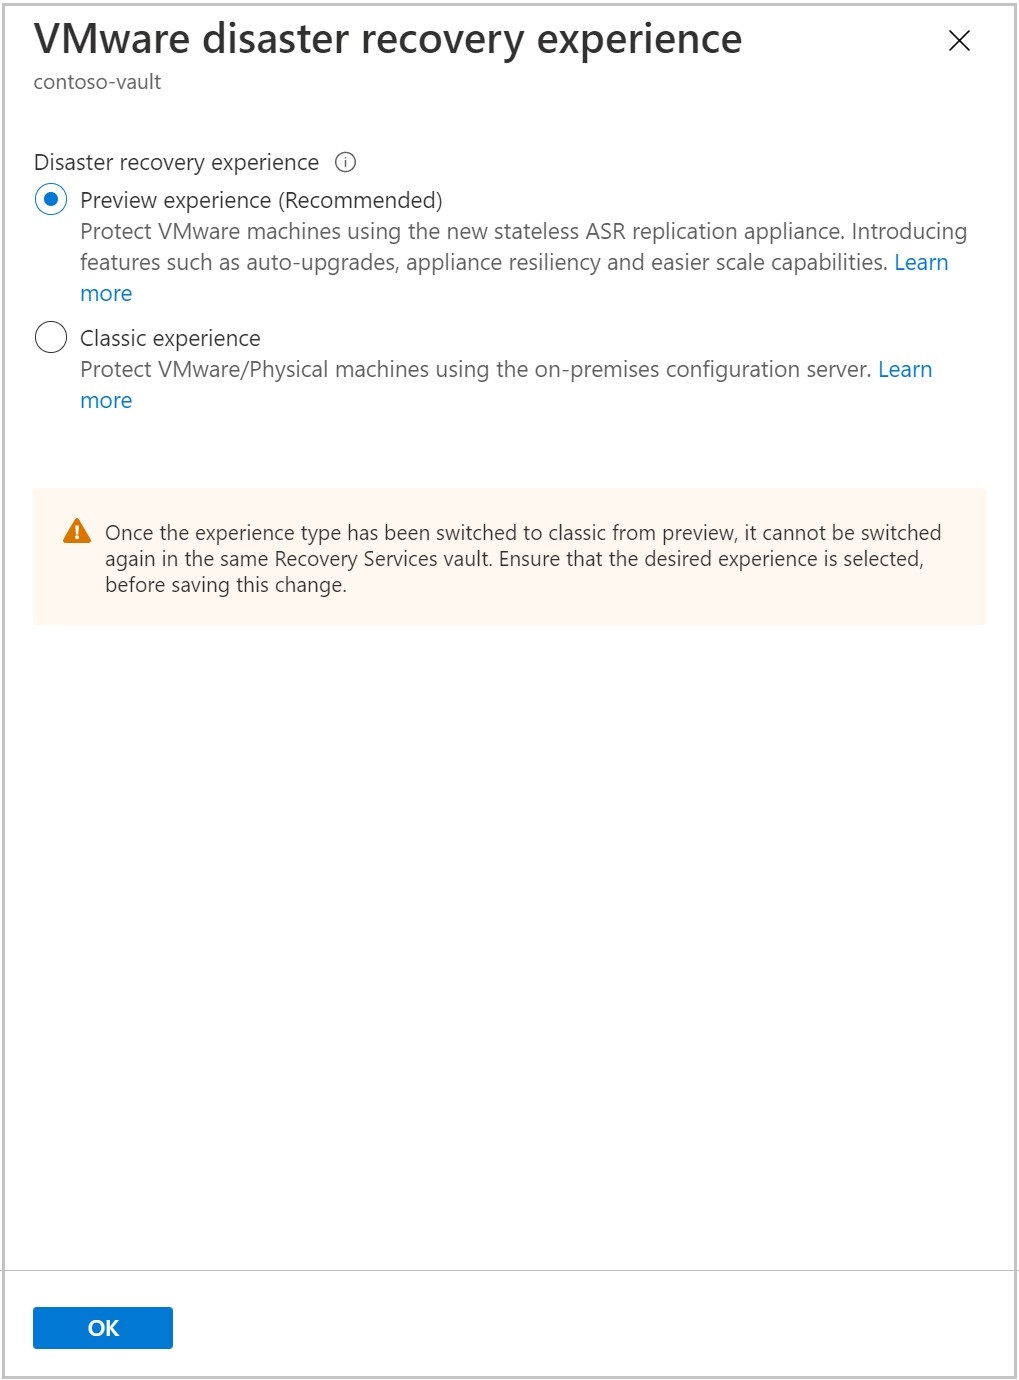 VMware disaster recovery experience
contoso-vault
Disaster recovery experience
Preview experience (Recommended)
Protect VMware machines using the new stateless ASR replication appliance. Introducing
features such as auto-upgrades, appliance resiliency and easier scale capabilities. Learn
more
Classic experience
Protect VMware/Physical machines using the on-premises configuration server. Learn
more
Once the experience type has been switched to classic from preview, it cannot be switched
again in the same Recovery Services vault. Ensure that the desired experience is selected,
before saving this change.
OK